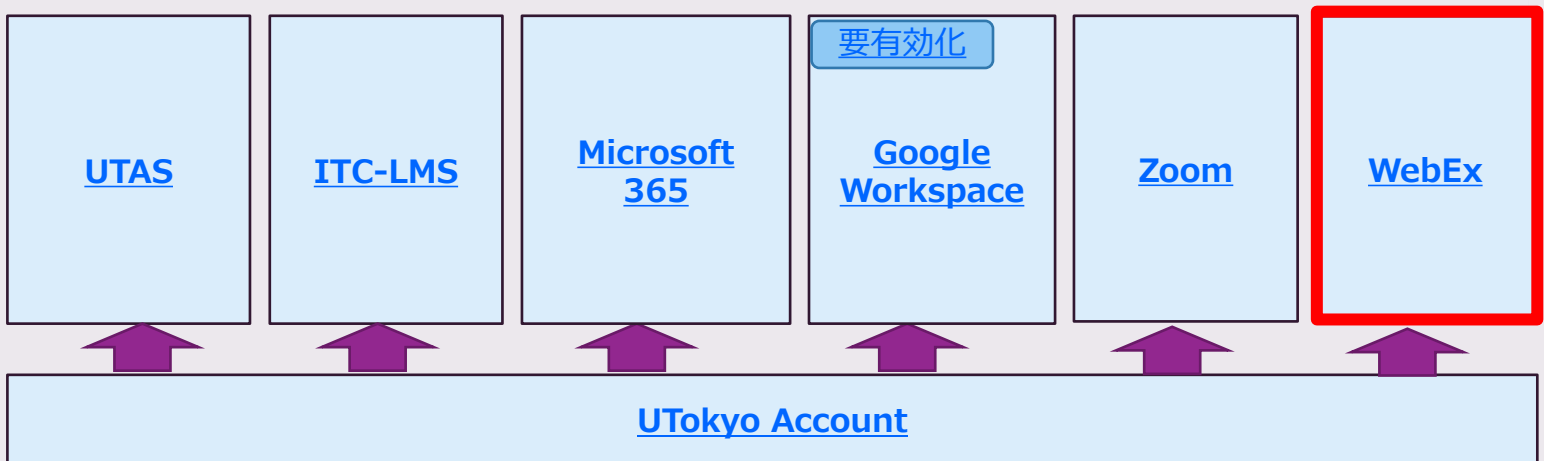 要有効化
UTAS
ITC-LMS
Microsoft
365
Google
Workspace
Zoom
WebEx
UTokyo Account